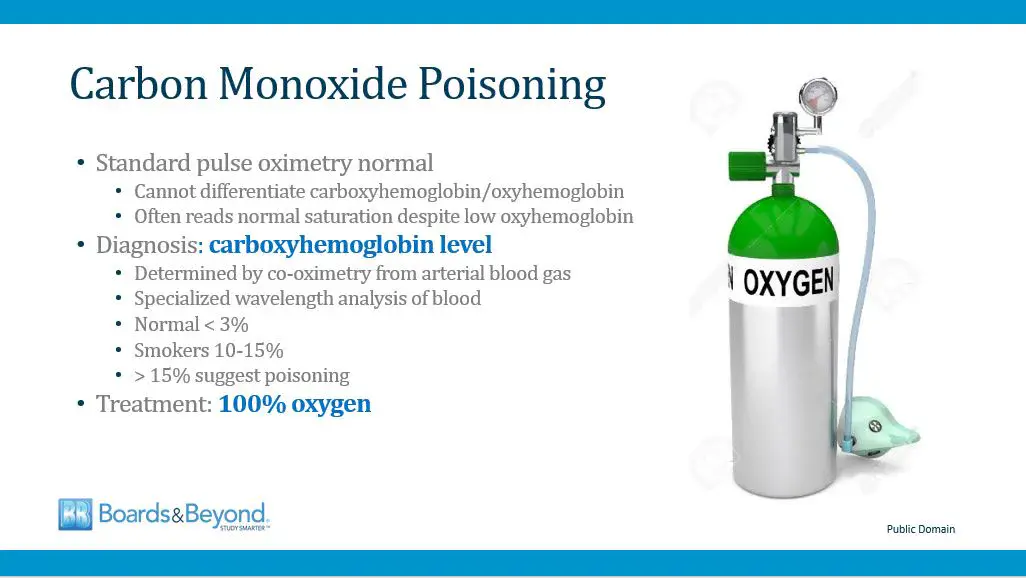 Carbon Monoxide Poisoning
• Standard pulse oximetry normal
• Cannot differentiate carboxyhemoglobin/oxyhemoglobin
• Often reads normal saturation despite low oxyhemoglobin
• Diagnosis: carboxyhemoglobin level
• Determined by co-oximetry from arterial blood gas
• Specialized wavelength analysis of blood
• Normal < 3%
• Smokers 10-15%
• > 15% suggest poisoning
• Treatment: 100% oxygen
N OXYGEN
BB Boards&Beyond®
STUDY SMARTER™
Public Domain